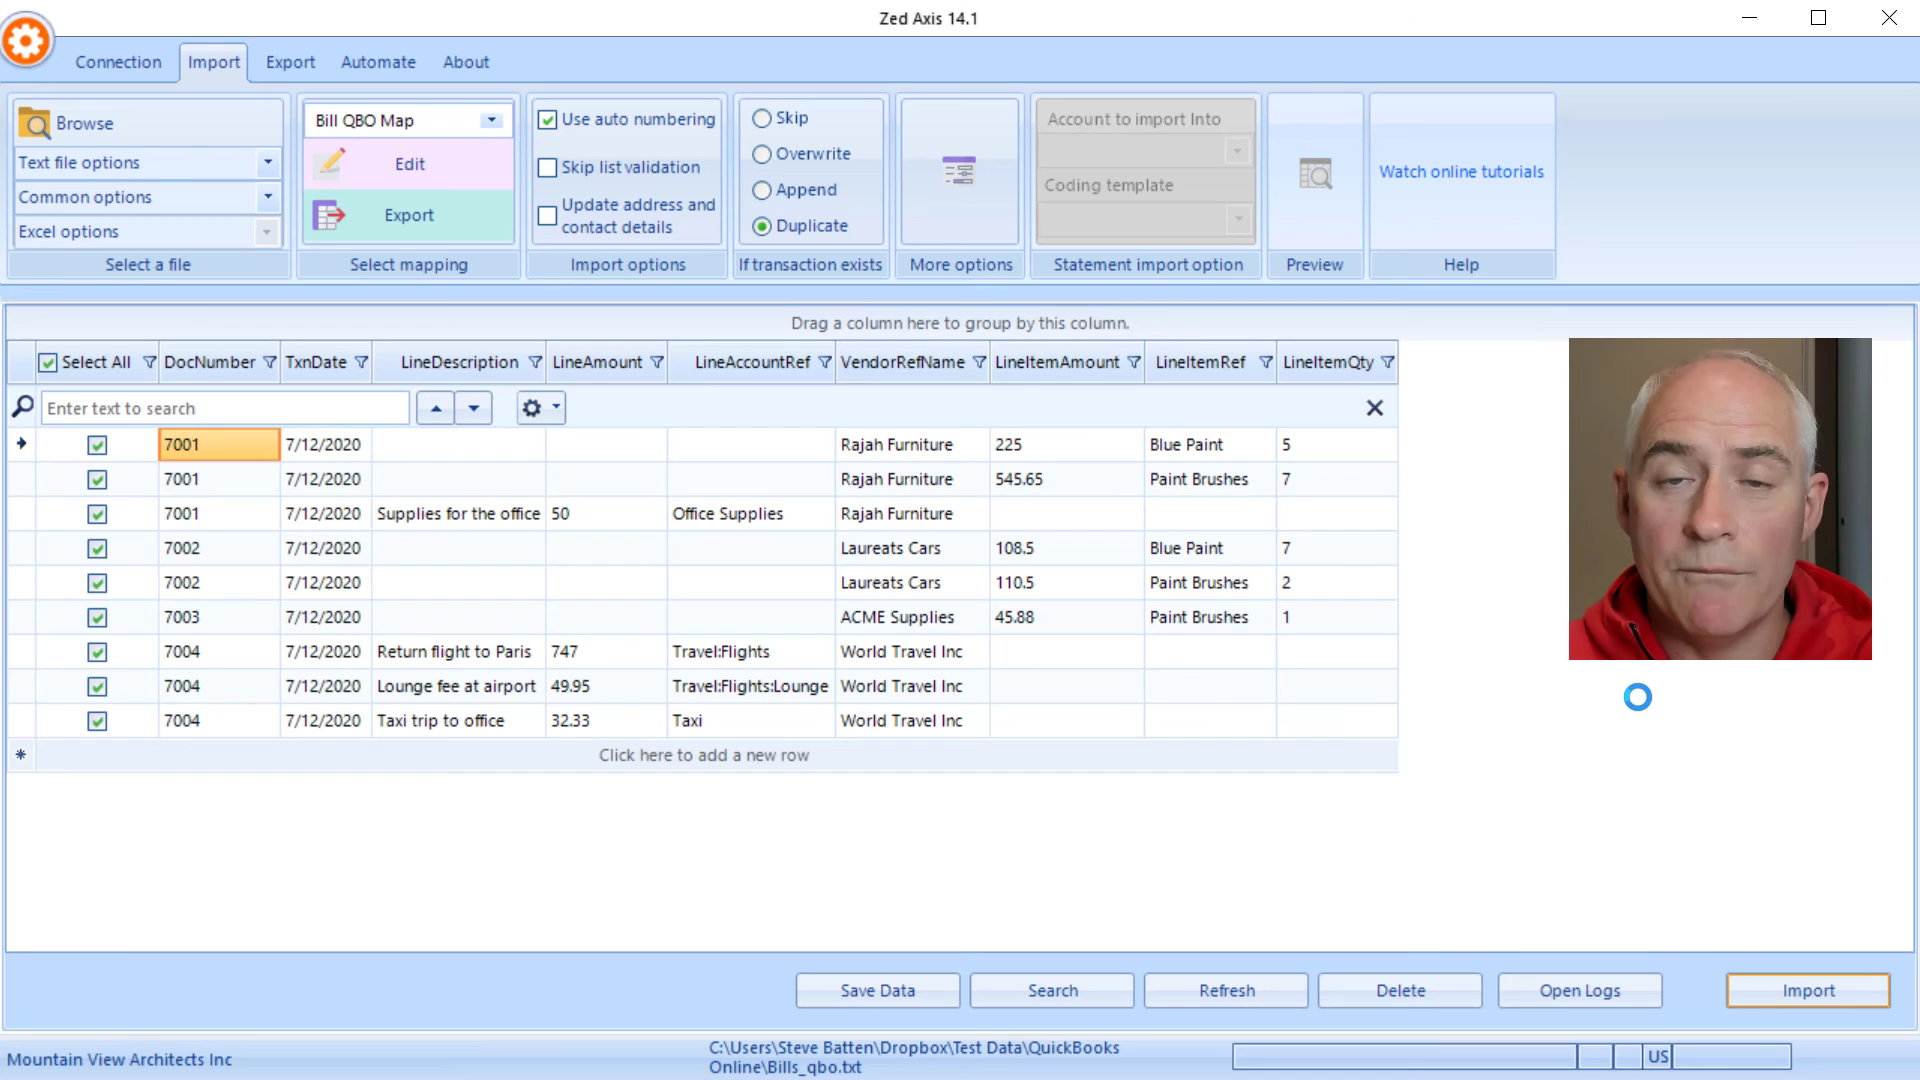 Zed Axis 14.1
Connection Import Export Automate About
Browse
Text file options
Common options
Excel options
Select a file
Bill QBO Map
Edit
Export
Select mapping
Use auto numbering
Skip list validation
Update address and
contact details
Import options
Skip
Overwrite
Append
Duplicate
If transaction exists
More options
Account to import Into
Coding template
Statement import option
Preview
Watch online tutorials
Help
Drag a column here to group by this column.
Select All DocNumber TxnDate LineDescription LineAmount LineAccountRef VendorRefName LineItemAmount LineItemRef LineItemQty
Enter text to search
7001 7/12/2020 Rajah Furniture 225 Blue Paint 5
7001 7/12/2020 Rajah Furniture 545.65 Paint Brushes 7
7001 7/12/2020 Supplies for the office 50 Office Supplies Rajah Furniture
7002 7/12/2020 Laureats Cars 108.5 Blue Paint 7
7002 7/12/2020 Laureats Cars 110.5 Paint Brushes 2
7003 7/12/2020 ACME Supplies 45.88 Paint Brushes 1
7004 7/12/2020 Return flight to Paris 747 Travel:Flights World Travel Inc
7004 7/12/2020 Lounge fee at airport 49.95 Travel:Flights:Lounge World Travel Inc
7004 7/12/2020 Taxi trip to office 32.33 Taxi World Travel Inc
Click here to add a new row
Save Data Search Refresh Delete Open Logs Import
Mountain View Architects Inc
C:\Users\Steve Batten\Dropbox\Test Data\QuickBooks
Online\Bills_qbo.txt
US